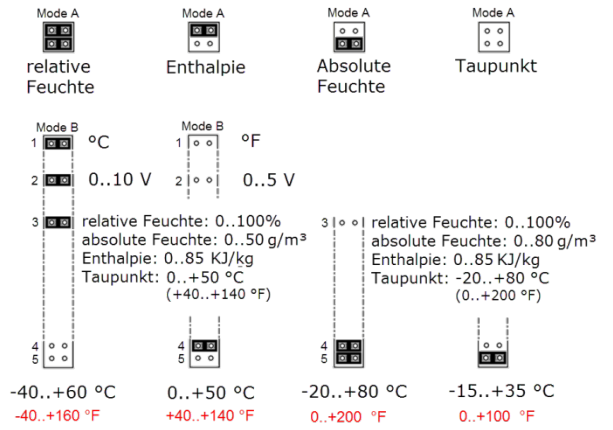 Mode A
Mode A
Mode A
Mode A
relative
Feuchte
Enthalpie
Absolute
Feuchte
Taupunkt
Mode B
Mode B
1 °C
1 °F
2 0..10 V
2 0..5 V
3 relative Feuchte: 0..100%
absolute Feuchte: 0..50 g/m³
Enthalpie: 0..85 KJ/kg
Taupunkt: 0..+50 °C
(+40..+140 °F)
3 relative Feuchte: 0..100%
absolute Feuchte: 0..80 g/m³
Enthalpie: 0..85 KJ/kg
Taupunkt: -20..+80 °C
(0..+200 °F)
4
5
4
5
4
5
4
5
-40..+60 °C
0..+50 °C
-20..+80 °C
-15..+35 °C
-40..+160 °F
+40..+140 °F
0..+200 °F
0..+100 °F